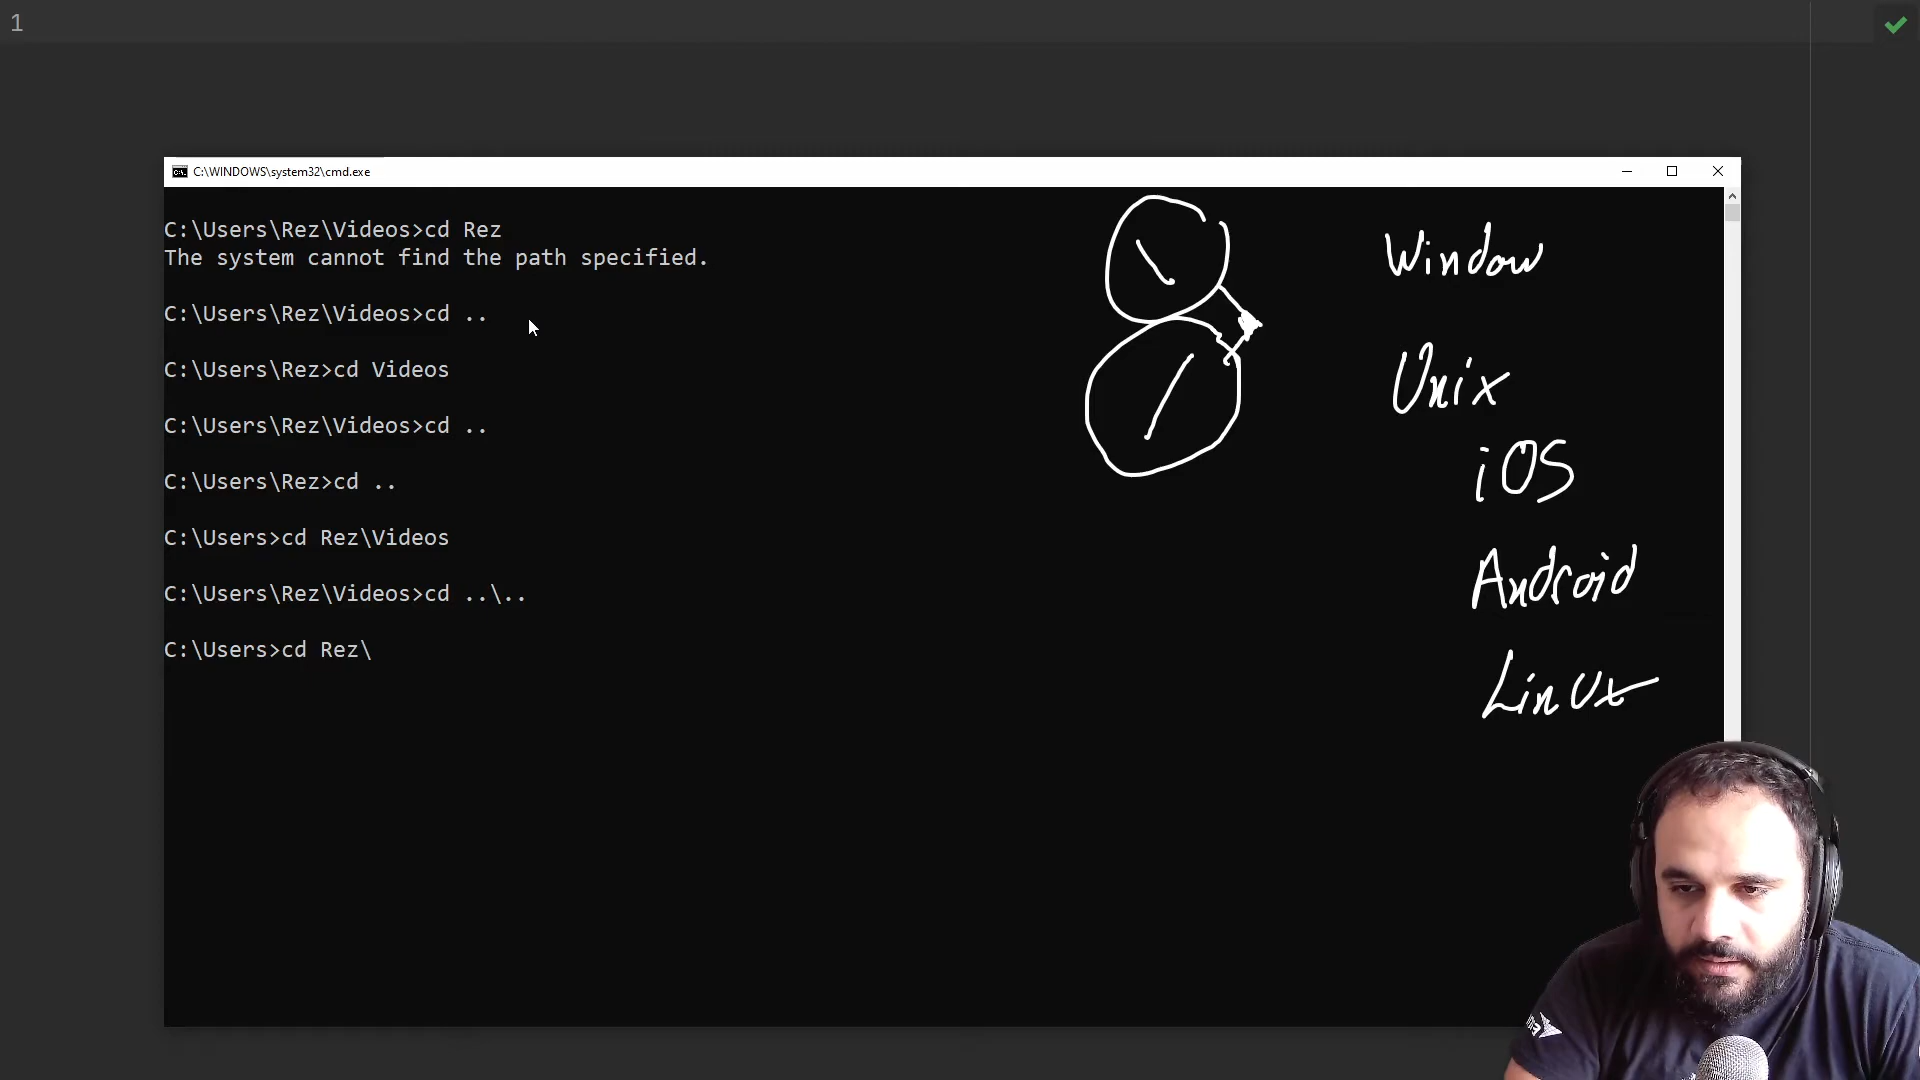 1
C:\WINDOWS\system32\cmd.exe
C:\Users\Rez\Videos>cd Rez
The system cannot find the path specified.
C:\Users\Rez\Videos>cd ..
C:\Users\Rez>cd Videos
C:\Users\Rez\Videos>cd ..
C:\Users\Rez>cd ..
C:\Users>cd Rez\Videos
C:\Users\Rez\Videos>cd ..\..
C:\Users>cd Rez\
\
/
Window
Unix
iOS
Android
Linux